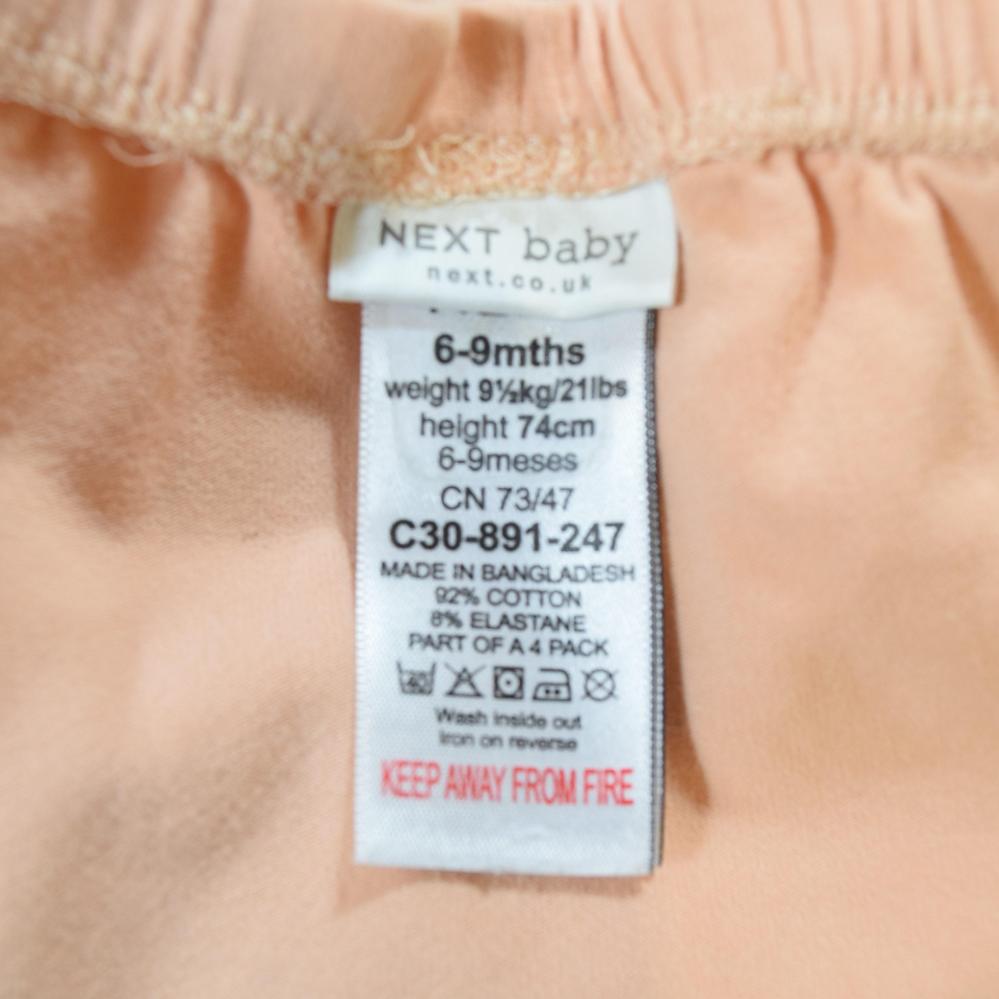 NEXT baby
next.co.uk
6-9mths
weight 9½kg/21lbs
height 74cm
6-9meses
CN 73/47
C30-891-247
MADE IN BANGLADESH
92% COTTON
8% ELASTANE
PART OF A 4 PACK
40
Wash inside out
Iron on reverse
KEEP AWAY FROM FIRE